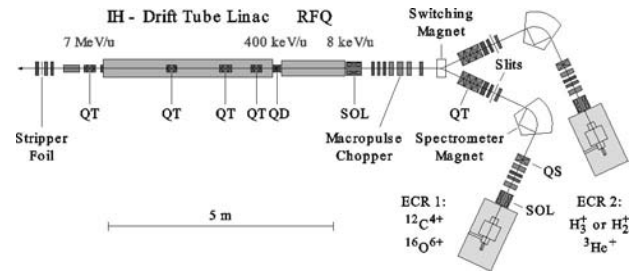 IH - Drift Tube Linac RFQ
Switching
Magnet
7 MeV/u 400 keV/u 8 keV/u
Slits
QT QT QT QT QD SOL QT
Stripper
Foil
Macropulse
Chopper
Spectrometer
Magnet
QS
SOL
5 m
ECR 1:
¹²C⁴⁺
¹⁶O⁶⁺
ECR 2:
H₃⁺ or H₂⁺
³He⁺